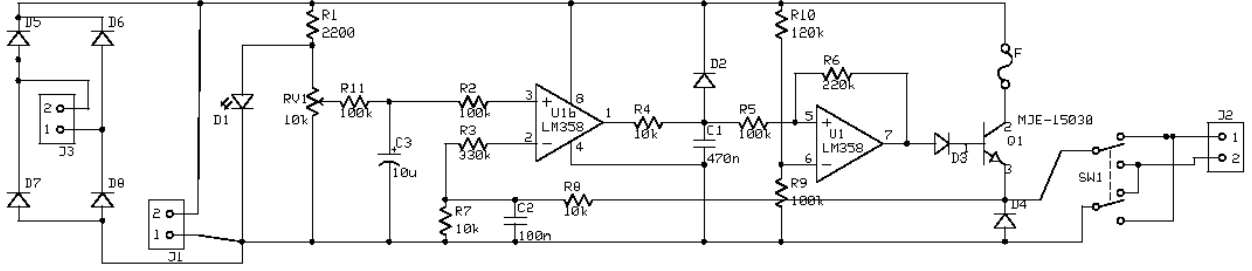 D5
D6
R1
2200
R10
120k
F
D2
R6
220k
2
1
J3
D1
RV1
10k
R11
100k
R2
100k
R3
330k
3
+
8
U1b
LM358
1
2
−
4
R4
10k
C1
470n
R5
100k
5
+
U1
LM358
7
6
−
D3
1
MJE-15030
2
Q1
3
J2
1
2
SW1
C3
+
10u
D7
D8
2
1
J1
R7
10k
C2
100n
R8
10k
R9
100k
D4